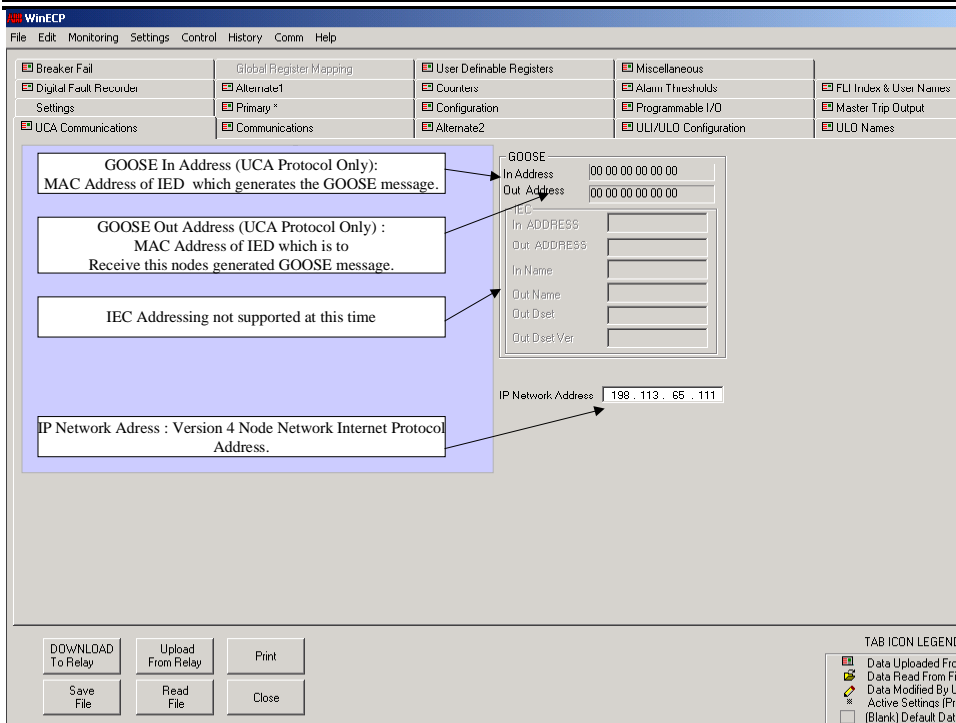 ABB WinECP
File Edit Monitoring Settings Control History Comm Help
Breaker Fail Global Register Mapping User Definable Registers Miscellaneous
Digital Fault Recorder Alternate1 Counters Alarm Thresholds FLI Index & User Names
Settings Primary * Configuration Programmable I/O Master Trip Output
UCA Communications Communications Alternate2 ULI/ULO Configuration ULO Names
GOOSE In Address (UCA Protocol Only):
MAC Address of IED which generates the GOOSE message.
GOOSE Out Address (UCA Protocol Only) :
MAC Address of IED which is to
Receive this nodes generated GOOSE message.
IEC Addressing not supported at this time
IP Network Adress : Version 4 Node Network Internet Protocol
Address.
GOOSE
In Address 00 00 00 00 00 00
Out Address 00 00 00 00 00 00
IEC
In ADDRESS
Out ADDRESS
In Name
Out Name
Out Dset
Out Dset Ver
IP Network Address 198 . 113 . 65 . 111
DOWNLOAD
To Relay
Upload
From Relay
Print
Save
File
Read
File
Close
TAB ICON LEGEND
Data Uploaded Fro
Data Read From Fi
Data Modified By U
* Active Settings (Pr
(Blank) Default Dat